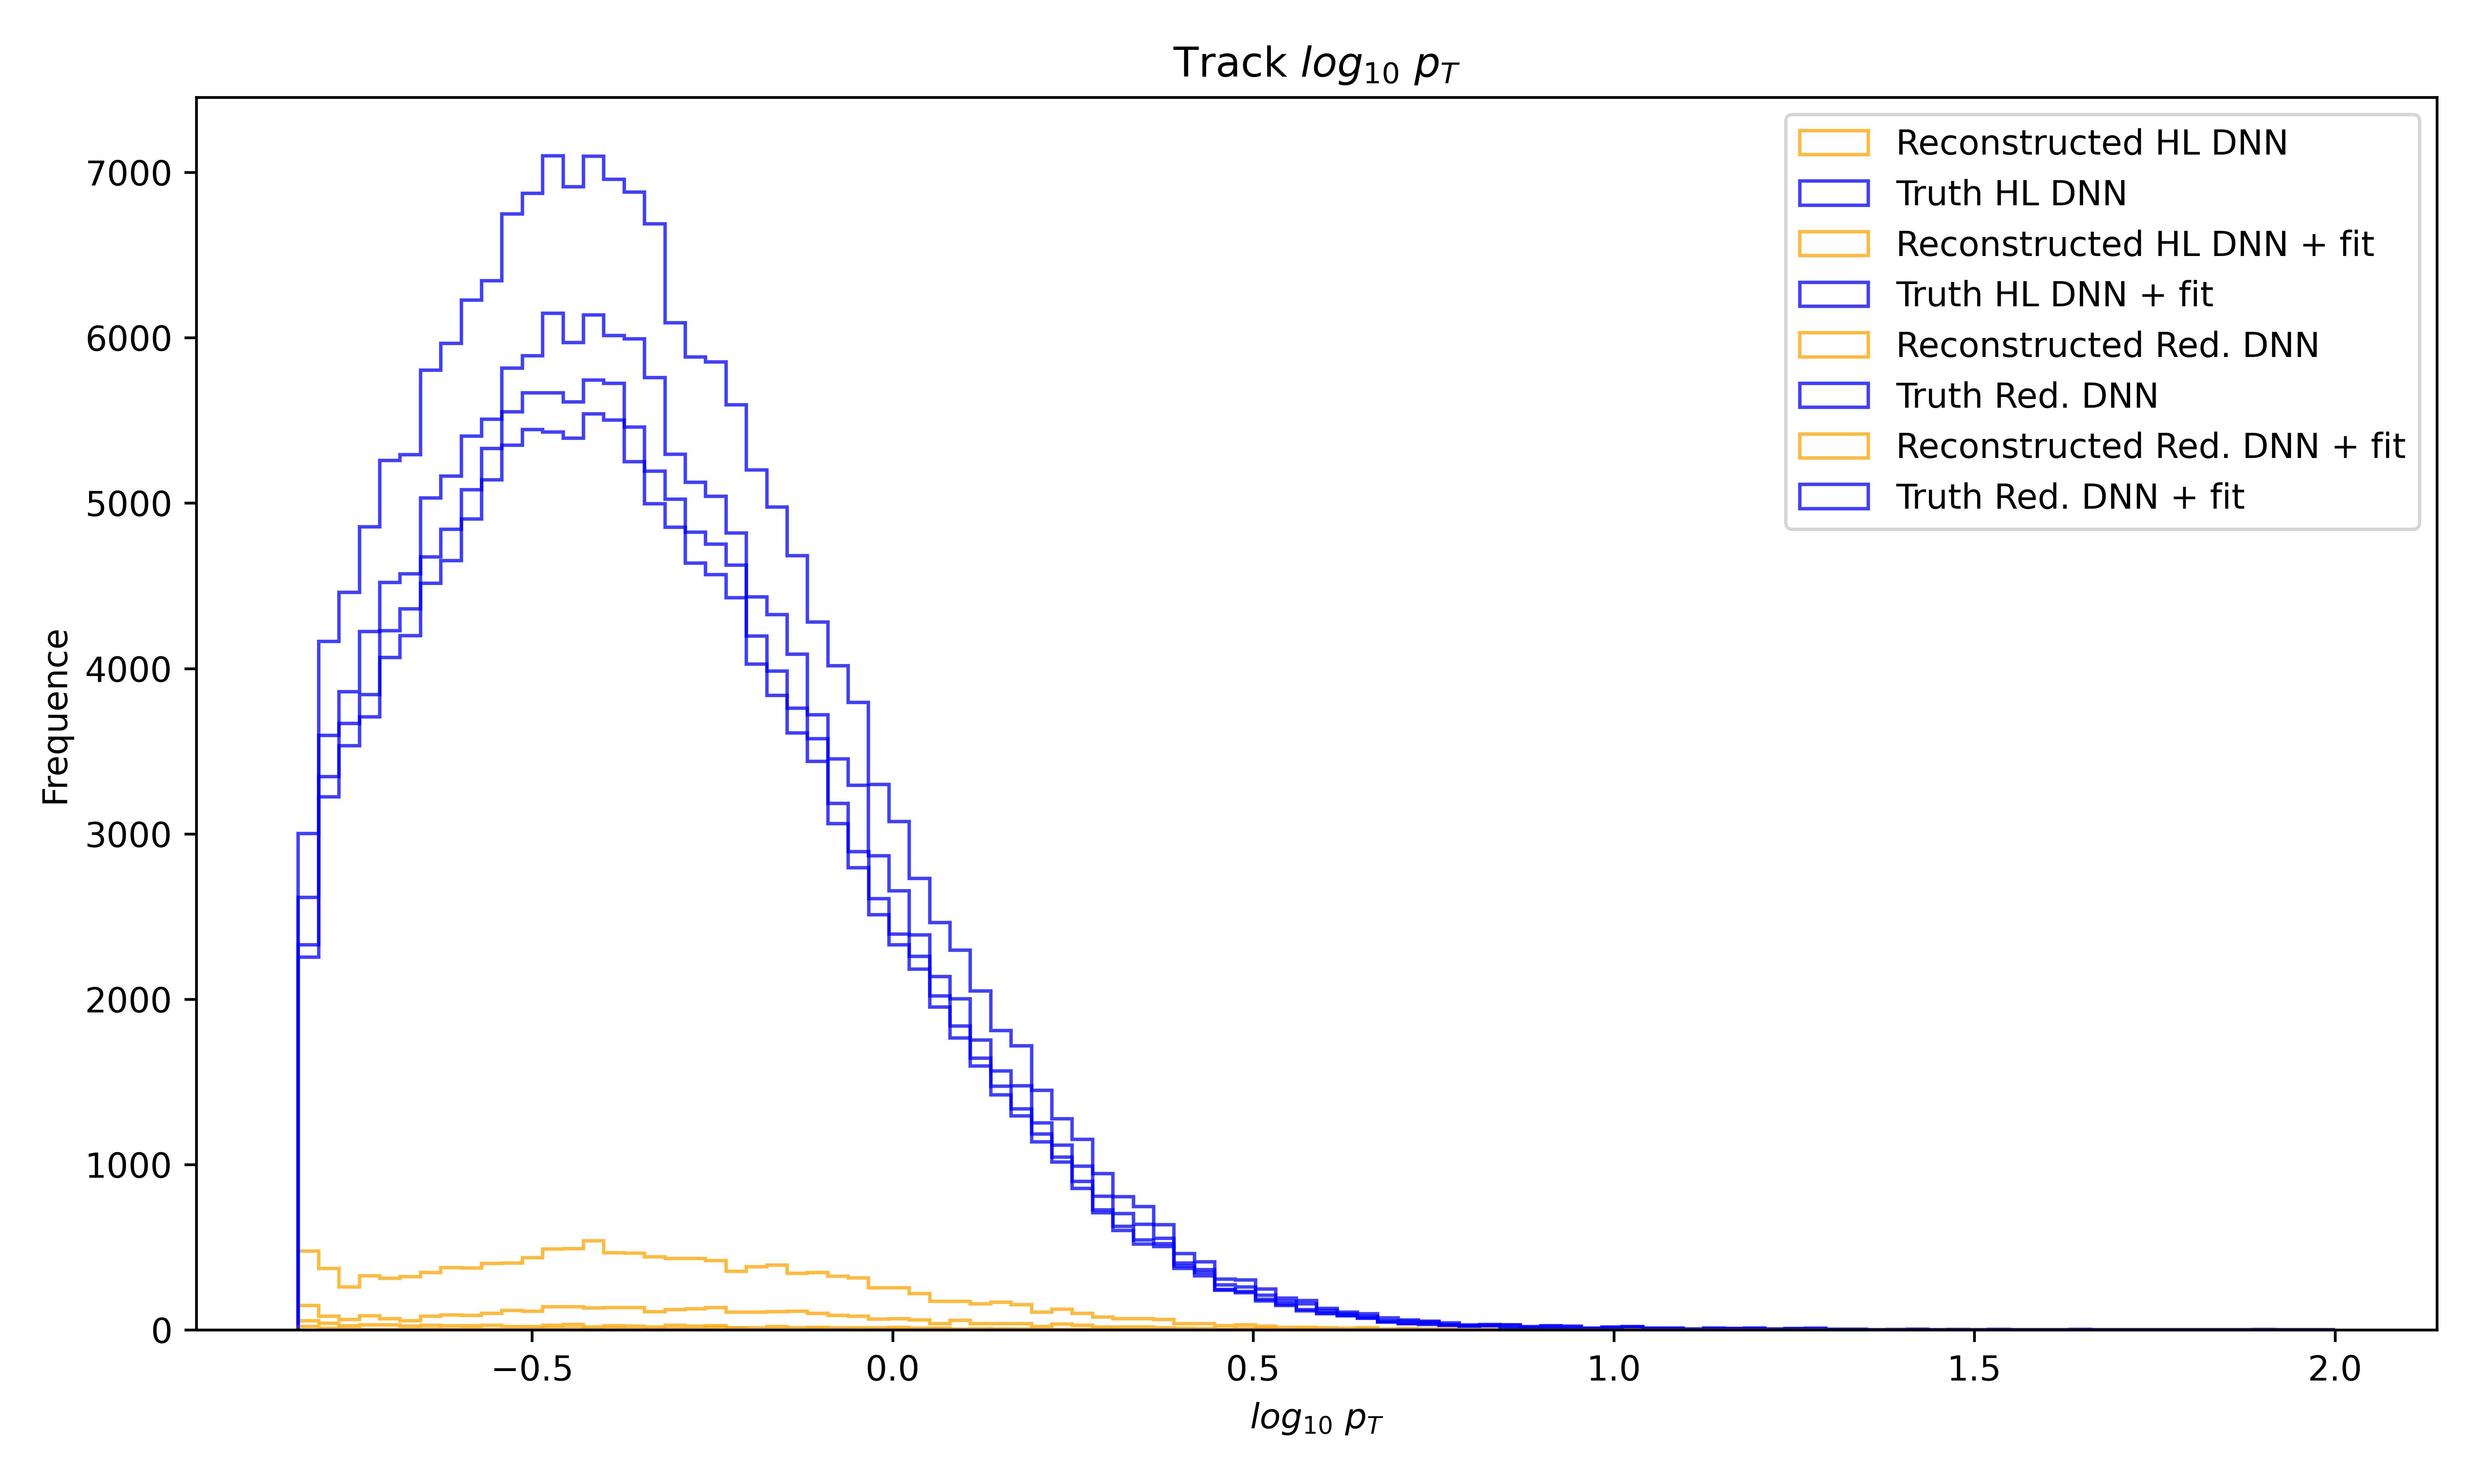 Track log₁₀ p_T
Reconstructed HL DNN
Truth HL DNN
Reconstructed HL DNN + fit
Truth HL DNN + fit
Reconstructed Red. DNN
Truth Red. DNN
Reconstructed Red. DNN + fit
Truth Red. DNN + fit
7000
6000
5000
4000
3000
2000
1000
0
Frequence
−0.5 0.0 0.5 1.0 1.5 2.0
log₁₀ p_T